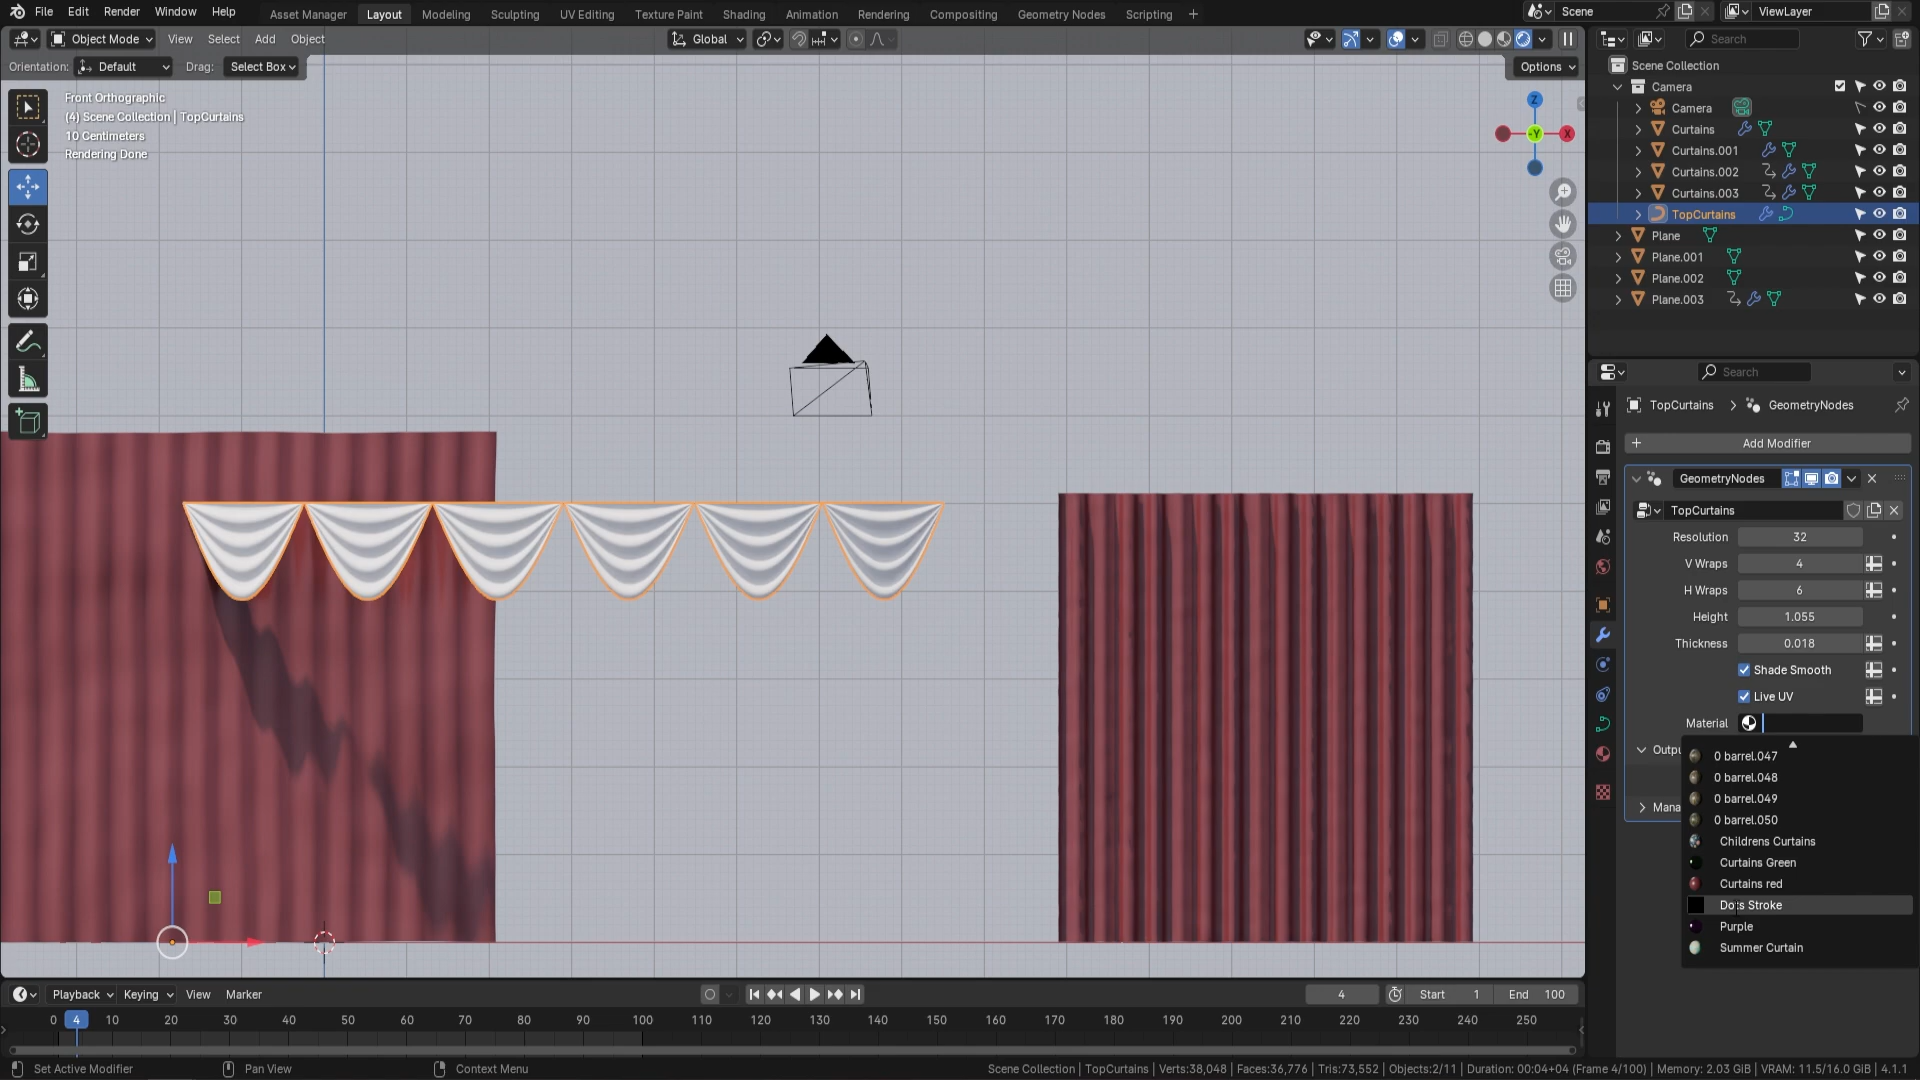 File Edit Render Window Help Asset Manager Layout Modeling Sculpting UV Editing Texture Paint Shading Animation Rendering Compositing Geometry Nodes Scripting + Scene ViewLayer
Object Mode View Select Add Object Global Search
Orientation: Default Drag: Select Box Options
Front Orthographic
(4) Scene Collection | TopCurtains
10 Centimeters
Rendering Done
Z
Y
X
Scene Collection
Camera
Camera
Curtains
Curtains.001
Curtains.002
Curtains.003
TopCurtains
Plane
Plane.001
Plane.002
Plane.003
Search
TopCurtains > GeometryNodes
+ Add Modifier
GeometryNodes
TopCurtains
Resolution 32
V Wraps 4
H Wraps 6
Height 1.055
Thickness 0.018
Shade Smooth
Live UV
Material
Outpu
Mana
0 barrel.047
0 barrel.048
0 barrel.049
0 barrel.050
Childrens Curtains
Curtains Green
Curtains red
Dots Stroke
Purple
Summer Curtain
Playback Keying View Marker 4 Start 1 End 100
0 4 10 20 30 40 50 60 70 80 90 100 110 120 130 140 150 160 170 180 190 200 210 220 230 240 250
Set Active Modifier Pan View Context Menu Scene Collection | TopCurtains | Verts:38,048 | Faces:36,776 | Tris:73,552 | Objects:2/11 | Duration: 00:04+04 (Frame 4/100) | Memory: 2.03 GiB | VRAM: 11.5/16.0 GiB | 4.1.1